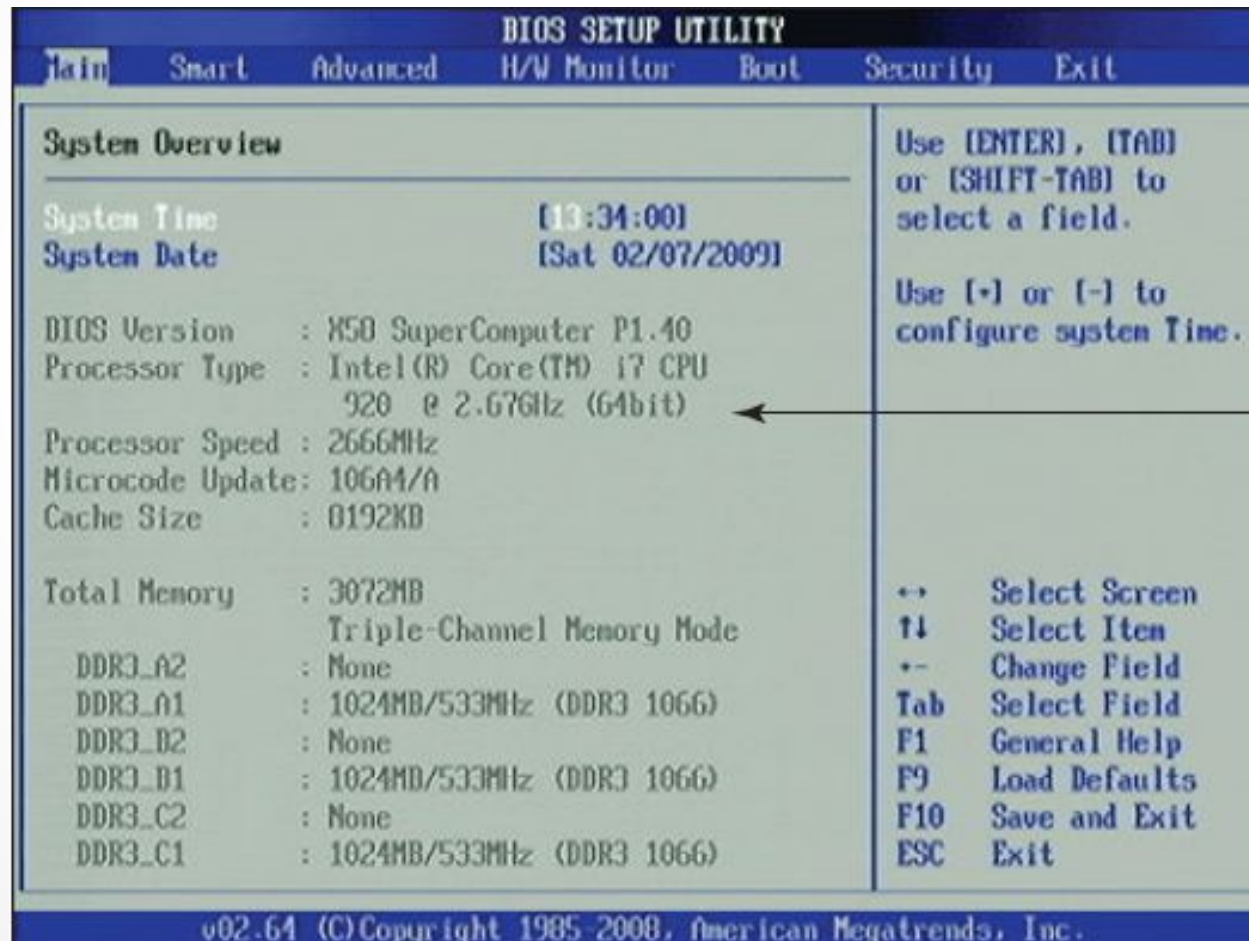 BIOS SETUP UTILITY
Main Smart Advanced H/W Monitor Boot Security Exit
System Overview
System Time [13:34:00]
System Date [Sat 02/07/2009]
BIOS Version : X58 SuperComputer P1.40
Processor Type : Intel(R) Core(TM) i7 CPU
920 @ 2.67GHz (64bit)
Processor Speed : 2666MHz
Microcode Update: 106A4/A
Cache Size : 8192KB
Total Memory : 3072MB
Triple-Channel Memory Mode
DDR3_A2 : None
DDR3_A1 : 1024MB/533MHz (DDR3 1066)
DDR3_B2 : None
DDR3_B1 : 1024MB/533MHz (DDR3 1066)
DDR3_C2 : None
DDR3_C1 : 1024MB/533MHz (DDR3 1066)
Use [ENTER], [TAB]
or [SHIFT-TAB] to
select a field.
Use [+] or [-] to
configure system Time.
↔ Select Screen
↑↓ Select Item
+- Change Field
Tab Select Field
F1 General Help
F9 Load Defaults
F10 Save and Exit
ESC Exit
v02.64 (C)Copyright 1985-2008, American Megatrends, Inc.